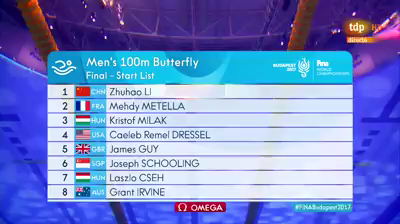 tdp HD
directo
Men's 100m Butterfly
Final – Start List
BUDAPEST
2017
fina
WORLD
CHAMPIONSHIPS
1 CHN Zhuhao LI
2 FRA Mehdy METELLA
3 HUN Kristof MILAK
4 USA Caeleb Remel DRESSEL
5 GBR James GUY
6 SGP Joseph SCHOOLING
7 HUN Laszlo CSEH
8 AUS Grant IRVINE
Ω OMEGA
#FINABudapest2017